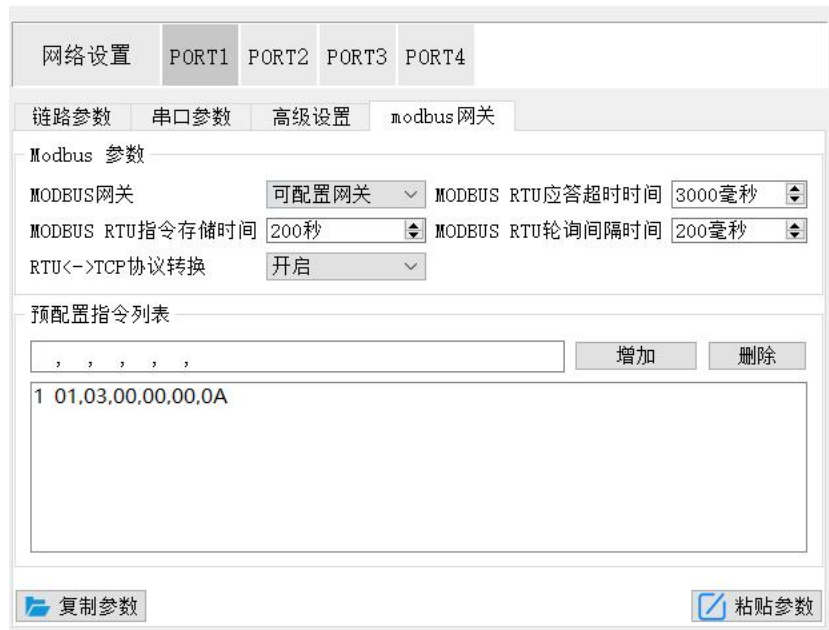 网络设置 PORT1 PORT2 PORT3 PORT4
链路参数 串口参数 高级设置 modbus网关
Modbus 参数
MODBUS网关 可配置网关 MODBUS RTU应答超时时间 3000毫秒
MODBUS RTU指令存储时间 200秒 MODBUS RTU轮询间隔时间 200毫秒
RTU<->TCP协议转换 开启
预配置指令列表
, , , , , 增加 删除
1 01,03,00,00,00,0A
复制参数 粘贴参数